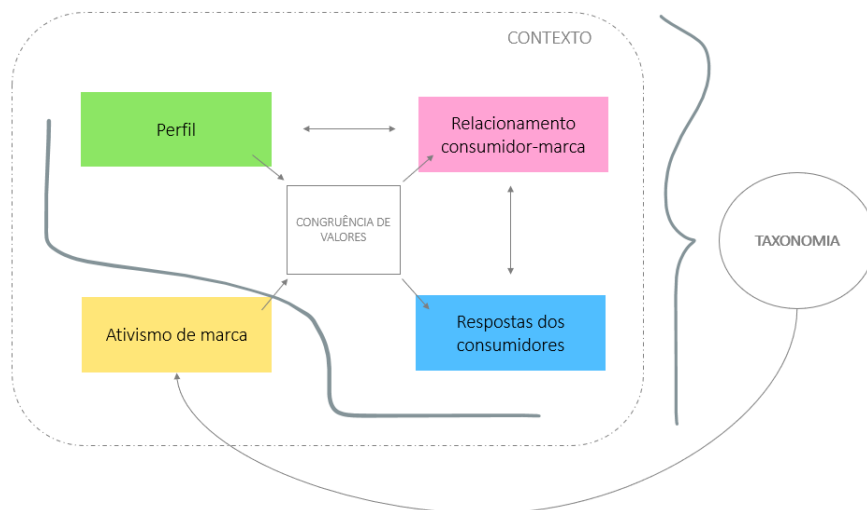 CONTEXTO
Perfil
Relacionamento
consumidor-marca
CONGRUÊNCIA DE
VALORES
TAXONOMIA
Ativismo de marca
Respostas dos
consumidores